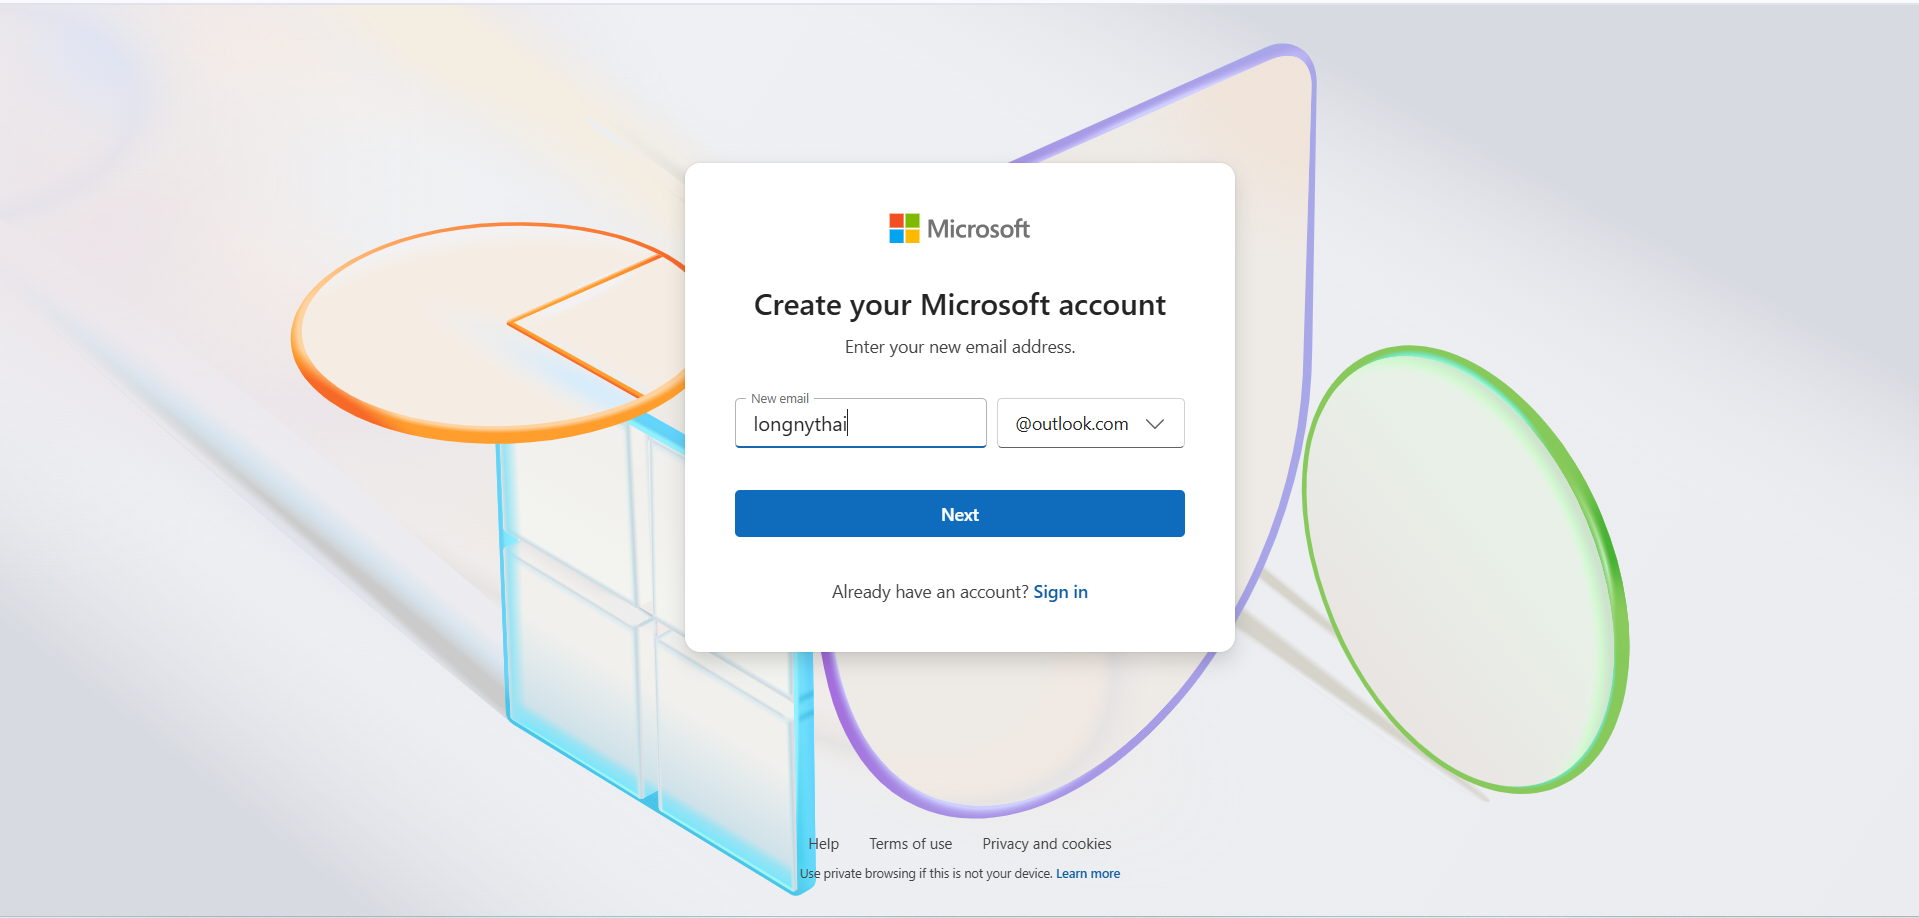 Microsoft
Create your Microsoft account
Enter your new email address.
New email
longnythai
@outlook.com
Next
Already have an account? Sign in
Help Terms of use Privacy and cookies
Use private browsing if this is not your device. Learn more